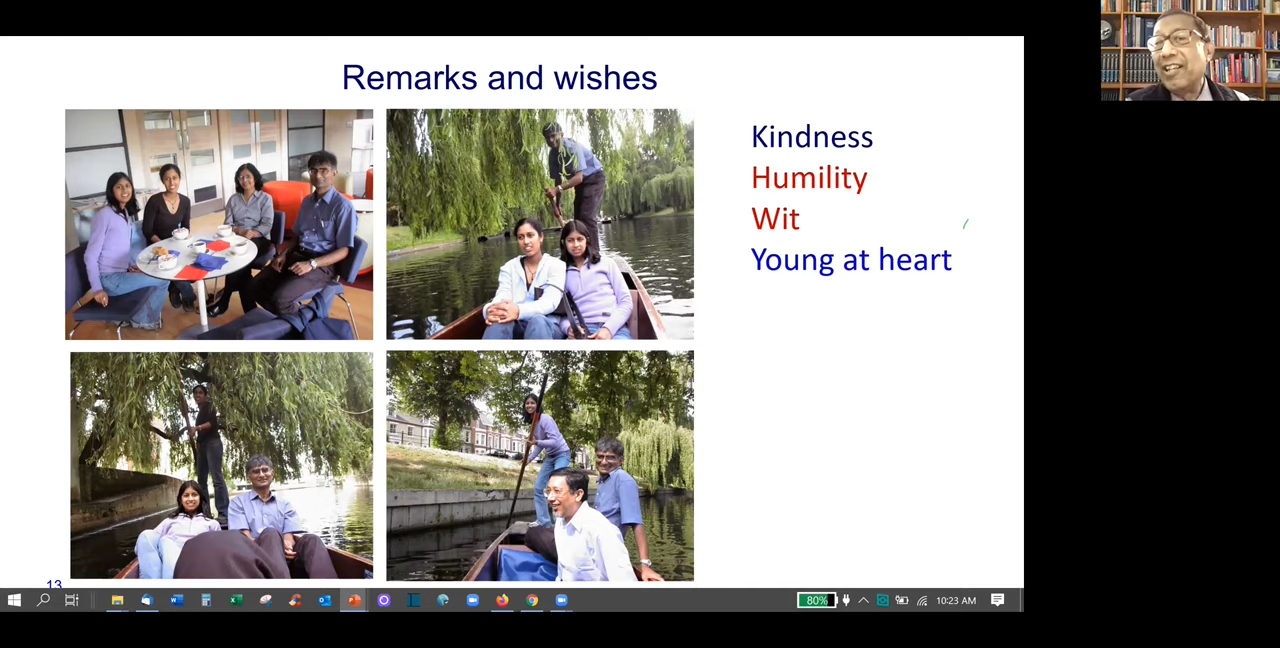 Remarks and wishes
Kindness
Humility
Wit
Young at heart
13
80%
10:23 AM